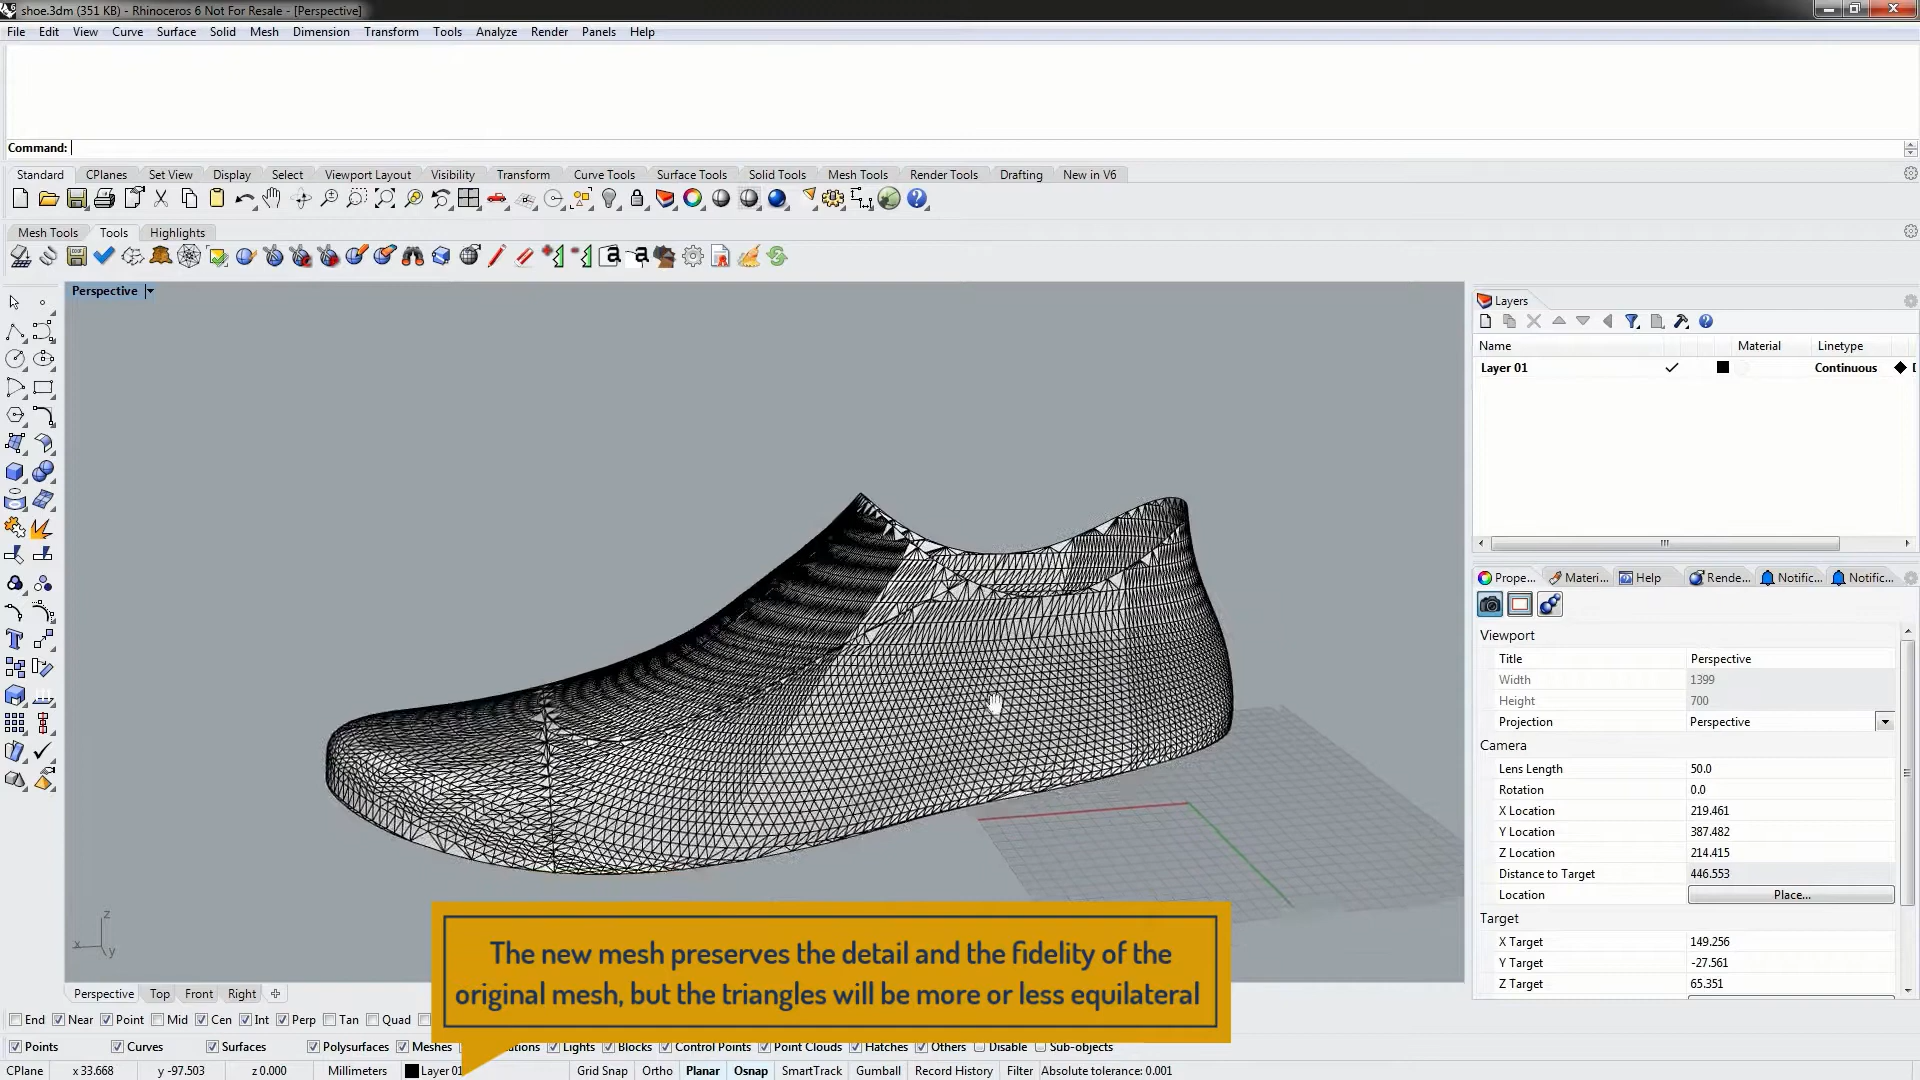 shoe.3dm (351 KB) - Rhinoceros 6 Not For Resale - [Perspective]
File Edit View Curve Surface Solid Mesh Dimension Transform Tools Analyze Render Panels Help
Command:
Standard CPlanes Set View Display Select Viewport Layout Visibility Transform Curve Tools Surface Tools Solid Tools Mesh Tools Render Tools Drafting New in V6
Mesh Tools Tools Highlights
Perspective
Layers
Name Material Linetype
Layer 01 Continuous
Prope... Materi... Help Rende... Notific... Notific...
Viewport
Title Perspective
Width 1399
Height 700
Projection Perspective
Camera
Lens Length 50.0
Rotation 0.0
X Location 219.461
Y Location 387.482
Z Location 214.415
Distance to Target 446.553
Location Place...
Target
X Target 149.256
Y Target -27.561
Z Target 65.351
z
x
y
The new mesh preserves the detail and the fidelity of the
original mesh, but the triangles will be more or less equilateral
Perspective Top Front Right
End Near Point Mid Cen Int Perp Tan Quad
Points Curves Surfaces Polysurfaces Meshes Lights Blocks Control Points Point Clouds Hatches Others Disable Sub-objects
CPlane x 33.668 y -97.503 z 0.000 Millimeters Layer 01 Grid Snap Ortho Planar Osnap SmartTrack Gumball Record History Filter Absolute tolerance: 0.001